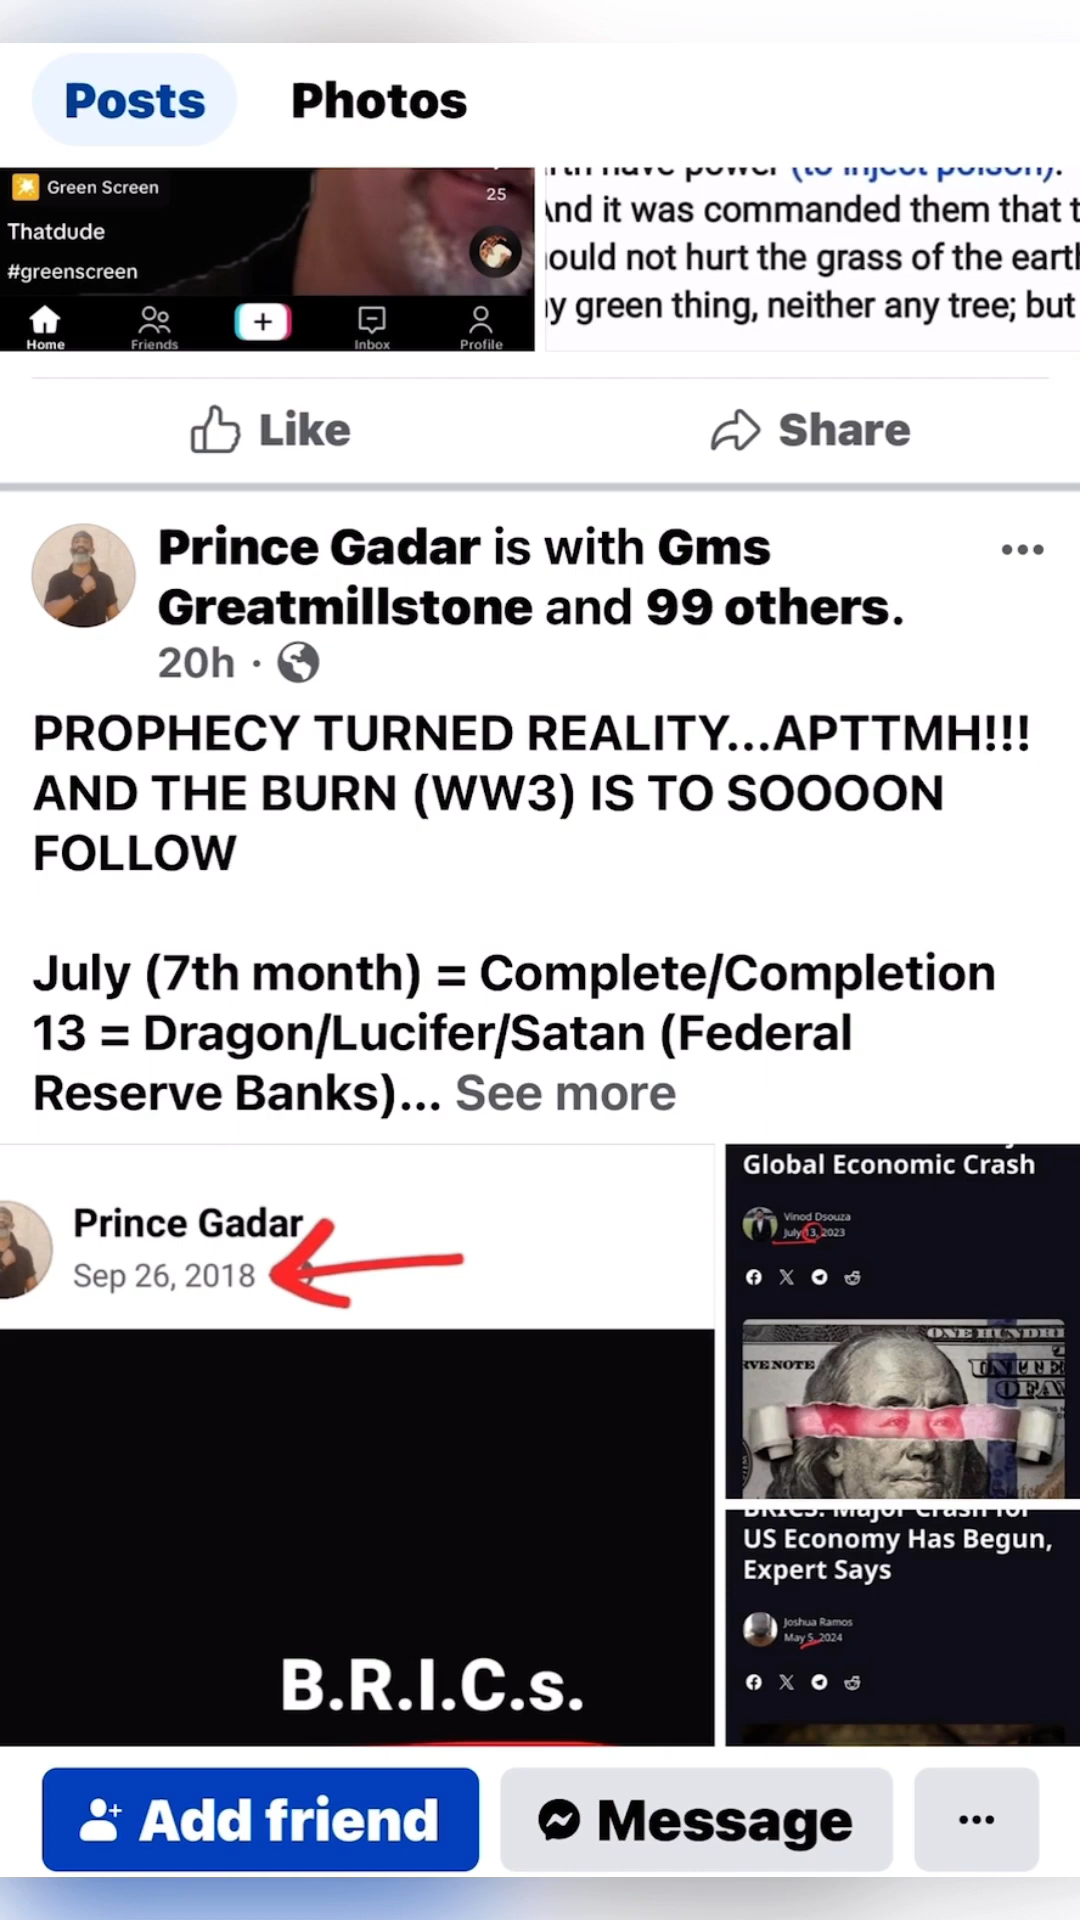 Posts Photos
Green Screen
25
Thatdude
#greenscreen
Home Friends Inbox Profile
have power (to inject poison).
And it was commanded them that t
ould not hurt the grass of the eart
y green thing, neither any tree; but
Like Share
Prince Gadar is with Gms
Greatmillstone and 99 others.
20h ·
PROPHECY TURNED REALITY...APTTMH!!!
AND THE BURN (WW3) IS TO SOOOON
FOLLOW
July (7th month) = Complete/Completion
13 = Dragon/Lucifer/Satan (Federal
Reserve Banks)... See more
Prince Gadar
Sep 26, 2018
B.R.I.C.s.
Global Economic Crash
Vinod Dsouza
July 13, 2023
ONE HUNDRE
RVE NOTE
UNITE
OF A
BRICS: Major Crash for
US Economy Has Begun,
Expert Says
Joshua Ramos
May 5, 2024
Add friend Message